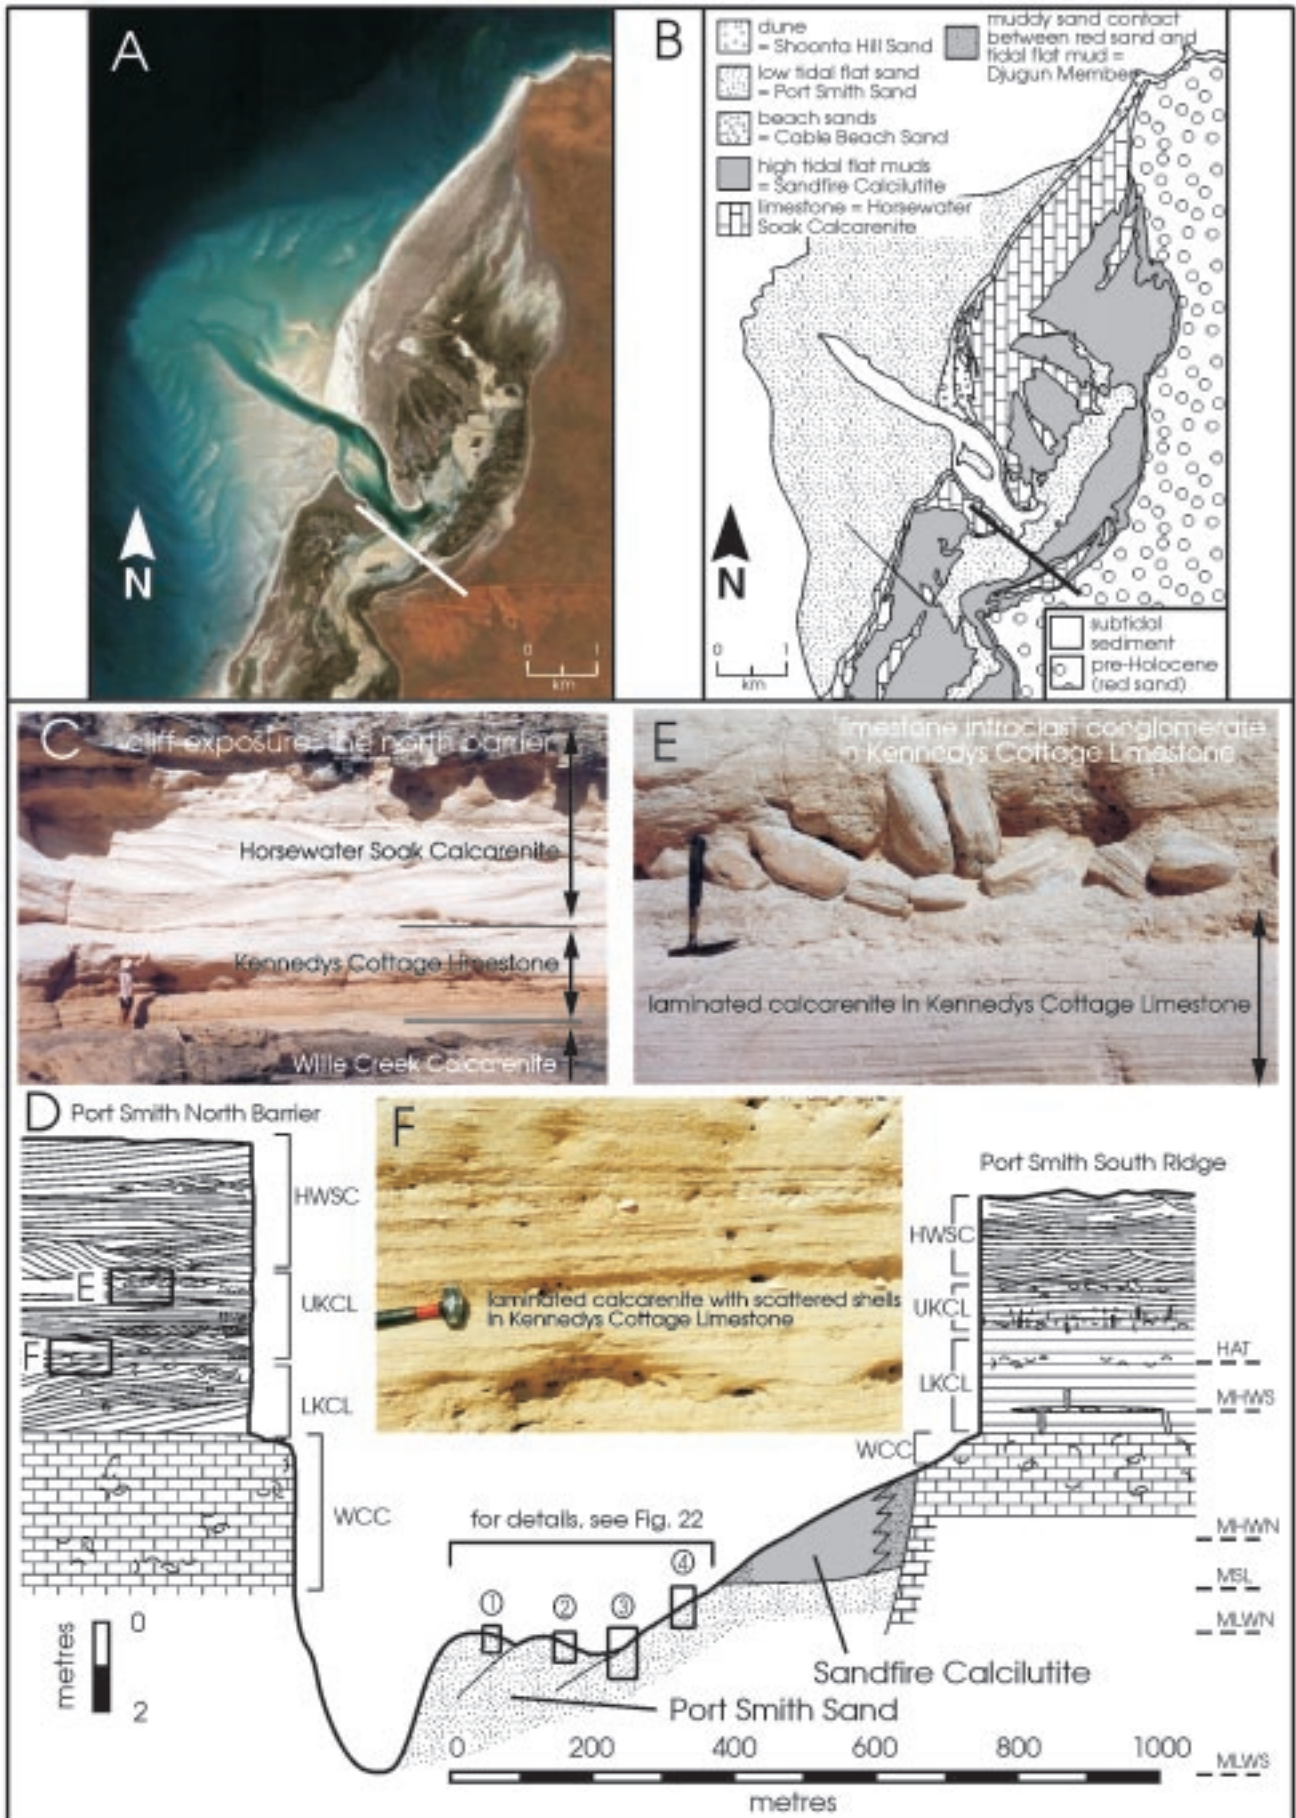 A
N
0 1
km
B
dune
= Shoonta Hill Sand
low tidal flat sand
= Port Smith Sand
beach sands
= Cable Beach Sand
high tidal flat muds
= Sandfire Calcilutite
limestone = Horsewater
Soak Calcarenite
muddy sand contact
between red sand and
tidal flat mud =
Djugun Member
N
0 1
km
subtidal
sediment
pre-Holocene
(red sand)
C
cliff exposure, the north barrier
Horsewater Soak Calcarenite
Kennedys Cottage Limestone
Willie Creek Calcarenite
E
limestone intraclast conglomerate
in Kennedys Cottage Limestone
laminated calcarenite in Kennedys Cottage Limestone
D Port Smith North Barrier
HWSC
E
UKCL
F
LKCL
WCC
F
laminated calcarenite with scattered shells
in Kennedys Cottage Limestone
Port Smith South Ridge
HWSC
UKCL
LKCL
WCC
HAT
MHWS
MHWN
MSL
MLWN
MLWS
for details, see Fig. 22
① ② ③ ④
0
metres
2
Sandfire Calcilutite
Port Smith Sand
0 200 400 600 800 1000
metres